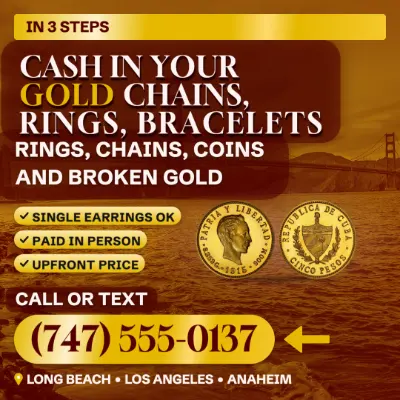 IN 3 STEPS
CASH IN YOUR
GOLD CHAINS,
RINGS, BRACELETS
RINGS, CHAINS, COINS
AND BROKEN GOLD
SINGLE EARRINGS OK
PAID IN PERSON
UPFRONT PRICE
PATRIA Y LIBERTAD
1915
REPUBLICA DE CUBA
CINCO PESOS
CALL OR TEXT
(747) 555-0137
LONG BEACH • LOS ANGELES • ANAHEIM